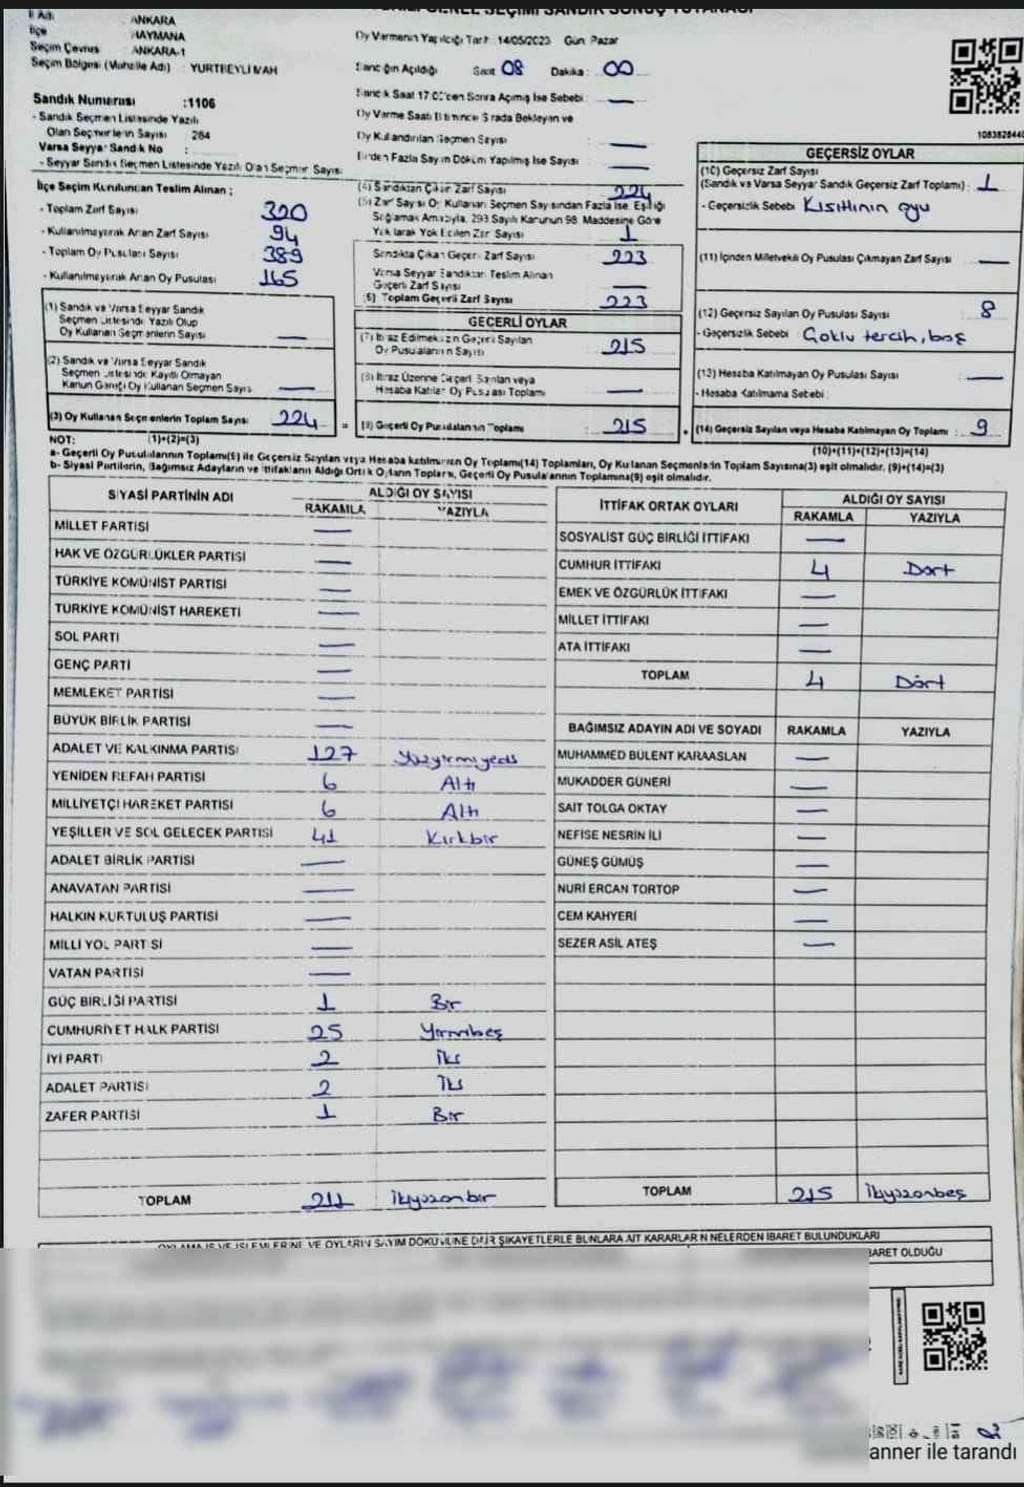 GENEL SEÇİMİ SANDIK SONUÇ TUTANAĞI
İl Adı ANKARA
İlçe HAYMANA
Seçim Çevresi ANKARA-1
Seçim Bölgesi (Mahalle Adı) : YURTBEYLİ MAH
Oy Vermenin Yapıldığı Tarih : 14/05/2023 Gün: Pazar
Sandığın Açıldığı Saat 08 Dakika : 00
Sandık Saat 17.00'den Sonra Açılmış İse Sebebi : —
Sandık Numarası :1106
- Sandık Seçmen Listesinde Yazılı
Olan Seçmenlerin Sayısı 284
Varsa Seyyar Sandık No :
- Seyyar Sandık Seçmen Listesinde Yazılı Olan Seçmen Sayısı
Oy Verme Saati Bitimince Sırada Bekleyen ve
Oy Kullandırılan Seçmen Sayısı : —
Birden Fazla Sayım Döküm Yapılmış İse Sayısı : —
1083828440
İlçe Seçim Kurulundan Teslim Alınan ;
- Toplam Zarf Sayısı 320
- Kullanılmayarak Artan Zarf Sayısı 94
- Toplam Oy Pusulası Sayısı 389
- Kullanılmayarak Artan Oy Pusulası 165
(4) Sandıktan Çıkan Zarf Sayısı 224
(5) Zarf Sayısı Oy Kullanan Seçmen Sayısından Fazla İse, Eşitliği
Sağlamak Amacıyla, 298 Sayılı Kanunun 98. Maddesine Göre
Yakılarak Yok Edilen Zarf Sayısı 1
Sandıkta Çıkan Geçerli Zarf Sayısı 223
Varsa Seyyar Sandıktan Teslim Alınan
Geçerli Zarf Sayısı —
(6) Toplam Geçerli Zarf Sayısı 223
GEÇERSİZ OYLAR
(10) Geçersiz Zarf Sayısı
(Sandık ve Varsa Seyyar Sandık Geçersiz Zarf Toplamı) : 1
- Geçersizlik Sebebi Kısıtlının oyu
(11) İçinden Milletvekili Oy Pusulası Çıkmayan Zarf Sayısı —
(12) Geçersiz Sayılan Oy Pusulası Sayısı 8
- Geçersizlik Sebebi Çoklu tercih, boş
(13) Hesaba Katılmayan Oy Pusulası Sayısı —
- Hesaba Katılmama Sebebi :
(14) Geçersiz Sayılan veya Hesaba Katılmayan Oy Toplamı : 9
(1) Sandık ve Varsa Seyyar Sandık
Seçmen Listesinde Yazılı Olup
Oy Kullanan Seçmenlerin Sayısı —
(2) Sandık ve Varsa Seyyar Sandık
Seçmen Listesinde Kayıtlı Olmayan
Kanun Gereği Oy Kullanan Seçmen Sayısı —
(3) Oy Kullanan Seçmenlerin Toplam Sayısı 224 =
GEÇERLİ OYLAR
(7) İtiraz Edilmeksizin Geçerli Sayılan
Oy Pusulalarının Sayısı 215
(8) İtiraz Üzerine Geçerli Sayılan veya
Hesaba Katılan Oy Pusulası Toplamı —
(9) Geçerli Oy Pusulalarının Toplamı : 215 +
NOT: (1)+(2)=(3) (10)+(11)+(12)+(13)=(14)
a- Geçerli Oy Pusulalarının Toplamı(9) ile Geçersiz Sayılan veya Hesaba katılmayan Oy Toplamı(14) Toplamları, Oy Kullanan Seçmenlerin Toplam Sayısına(3) eşit olmalıdır. (9)+(14)=(3)
b- Siyasi Partilerin, Bağımsız Adayların ve İttifakların Aldığı Ortak Oyların Toplamı, Geçerli Oy Pusulalarının Toplamına(9) eşit olmalıdır.
SİYASİ PARTİNİN ADI ALDIĞI OY SAYISI
RAKAMLA YAZIYLA
MİLLET PARTİSİ —
HAK VE ÖZGÜRLÜKLER PARTİSİ —
TÜRKİYE KOMÜNİST PARTİSİ —
TÜRKİYE KOMÜNİST HAREKETİ —
SOL PARTİ —
GENÇ PARTİ —
MEMLEKET PARTİSİ —
BÜYÜK BİRLİK PARTİSİ —
ADALET VE KALKINMA PARTİSİ 127 Yüzyirmiyedi
YENİDEN REFAH PARTİSİ 6 Altı
MİLLİYETÇİ HAREKET PARTİSİ 6 Altı
YEŞİLLER VE SOL GELECEK PARTİSİ 41 Kırkbir
ADALET BİRLİK PARTİSİ —
ANAVATAN PARTİSİ —
HALKIN KURTULUŞ PARTİSİ —
MİLLİ YOL PARTİSİ —
VATAN PARTİSİ —
GÜÇ BİRLİĞİ PARTİSİ 1 Bir
CUMHURİYET HALK PARTİSİ 25 Yirmibeş
İYİ PARTİ 2 İki
ADALET PARTİSİ 2 İki
ZAFER PARTİSİ 1 Bir
TOPLAM 211 İkiyüzonbir
İTTİFAK ORTAK OYLARI ALDIĞI OY SAYISI
RAKAMLA YAZIYLA
SOSYALİST GÜÇ BİRLİĞİ İTTİFAKI —
CUMHUR İTTİFAKI 4 Dört
EMEK VE ÖZGÜRLÜK İTTİFAKI —
MİLLET İTTİFAKI —
ATA İTTİFAKI —
TOPLAM 4 Dört
BAĞIMSIZ ADAYIN ADI VE SOYADI RAKAMLA YAZIYLA
MUHAMMED BÜLENT KARAASLAN —
MUKADDER GÜNERİ —
SAİT TOLGA OKTAY —
NEFİSE NESRİN İLİ —
GÜNEŞ GÜMÜŞ —
NURİ ERCAN TORTOP —
CEM KAHYERİ —
SEZER ASİL ATEŞ —
TOPLAM 215 İkiyüzonbeş
OYLAMA İŞ VE İŞLEMLERİNE VE OYLARIN SAYIM DÖKÜMÜNE DAİR ŞİKAYETLERLE BUNLARA AİT KARARLARIN NELERDEN İBARET BULUNDUKLARI
BARET OLDUĞU
anner ile tarandı